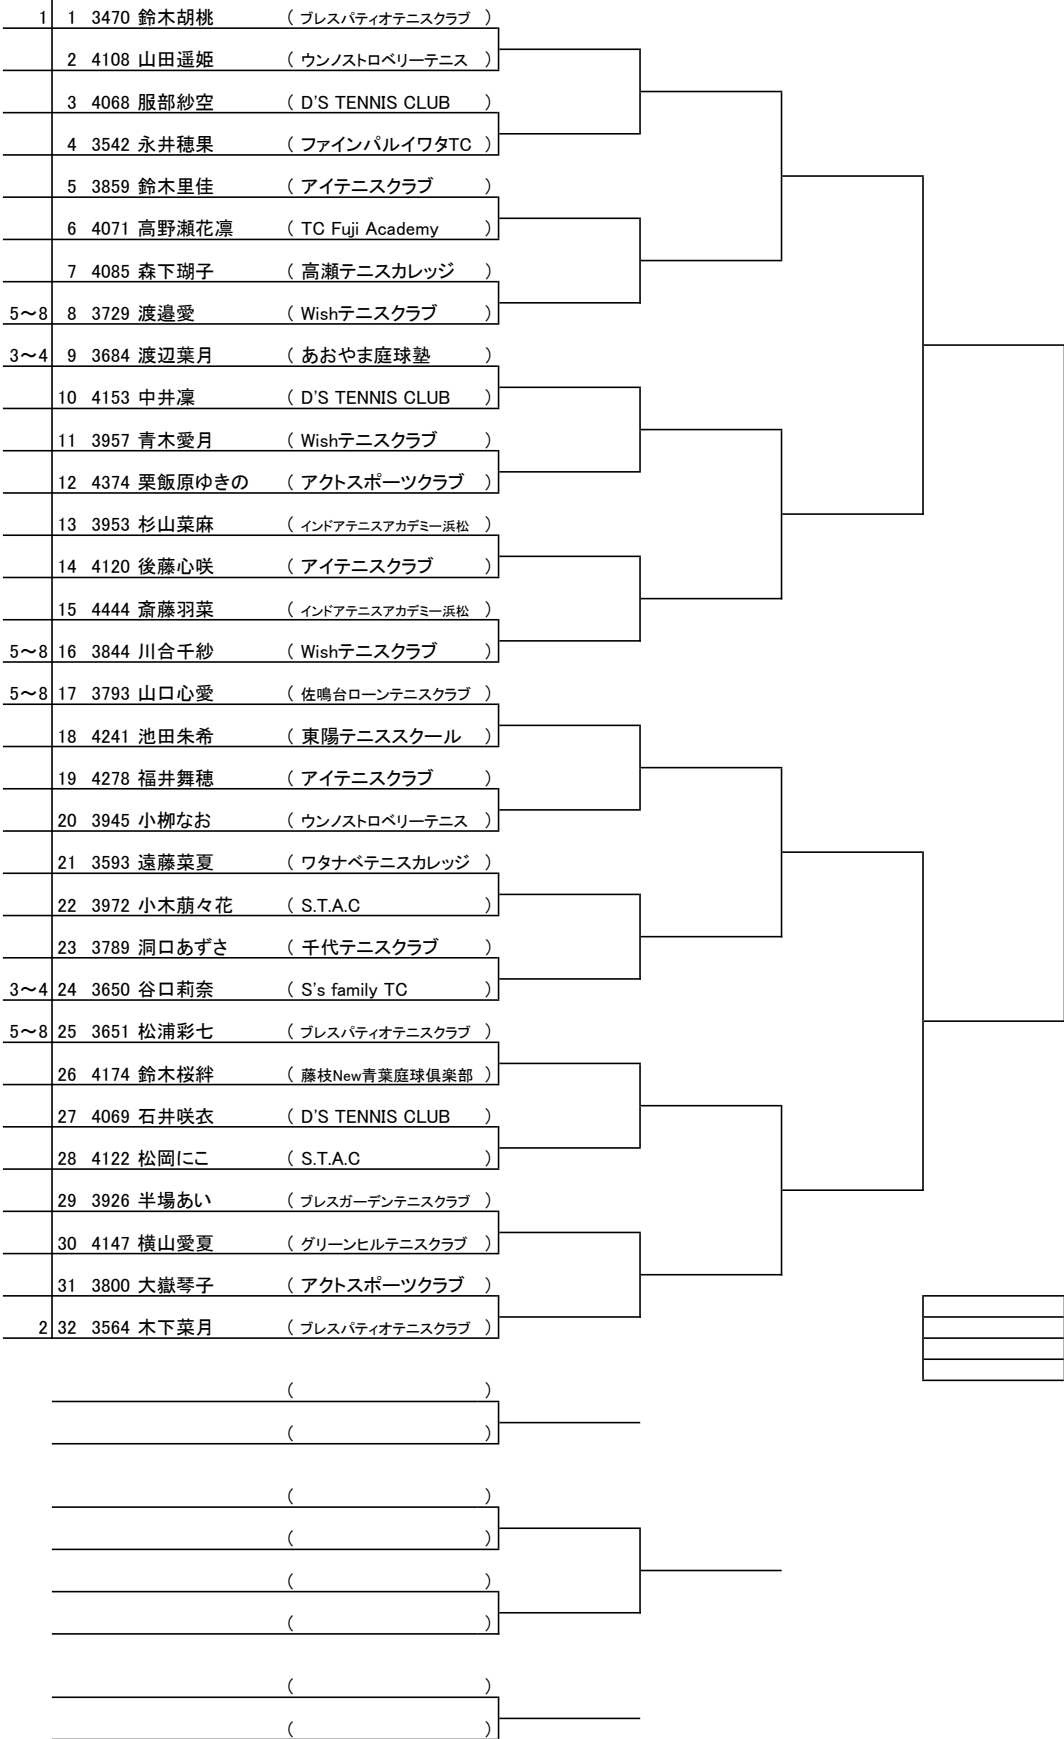 1 1 3470 鈴木胡桃 ( ブレスパティオテニスクラブ )
2 4108 山田遥姫 ( ウンノストロベリーテニス )
3 4068 服部紗空 ( D'S TENNIS CLUB )
4 3542 永井穂果 ( ファインパルイワタTC )
5 3859 鈴木里佳 ( アイテニスクラブ )
6 4071 高野瀬花凛 ( TC Fuji Academy )
7 4085 森下瑚子 ( 高瀬テニスカレッジ )
5～8 8 3729 渡邉愛 ( Wishテニスクラブ )
3～4 9 3684 渡辺葉月 ( あおやま庭球塾 )
10 4153 中井凜 ( D'S TENNIS CLUB )
11 3957 青木愛月 ( Wishテニスクラブ )
12 4374 栗飯原ゆきの ( アクトスポーツクラブ )
13 3953 杉山菜麻 ( インドアテニスアカデミー浜松 )
14 4120 後藤心咲 ( アイテニスクラブ )
15 4444 斎藤羽菜 ( インドアテニスアカデミー浜松 )
5～8 16 3844 川合千紗 ( Wishテニスクラブ )
5～8 17 3793 山口心愛 ( 佐鳴台ローンテニスクラブ )
18 4241 池田朱希 ( 東陽テニススクール )
19 4278 福井舞穂 ( アイテニスクラブ )
20 3945 小栁なお ( ウンノストロベリーテニス )
21 3593 遠藤菜夏 ( ワタナベテニスカレッジ )
22 3972 小木萠々花 ( S.T.A.C )
23 3789 洞口あずさ ( 千代テニスクラブ )
3～4 24 3650 谷口莉奈 ( S's family TC )
5～8 25 3651 松浦彩七 ( ブレスパティオテニスクラブ )
26 4174 鈴木桜絆 ( 藤枝New青葉庭球倶楽部 )
27 4069 石井咲衣 ( D'S TENNIS CLUB )
28 4122 松岡にこ ( S.T.A.C )
29 3926 半場あい ( ブレスガーデンテニスクラブ )
30 4147 横山愛夏 ( グリーンヒルテニスクラブ )
31 3800 大嶽琴子 ( アクトスポーツクラブ )
2 32 3564 木下菜月 ( ブレスパティオテニスクラブ )
( )
( )
( )
( )
( )
( )
( )
( )